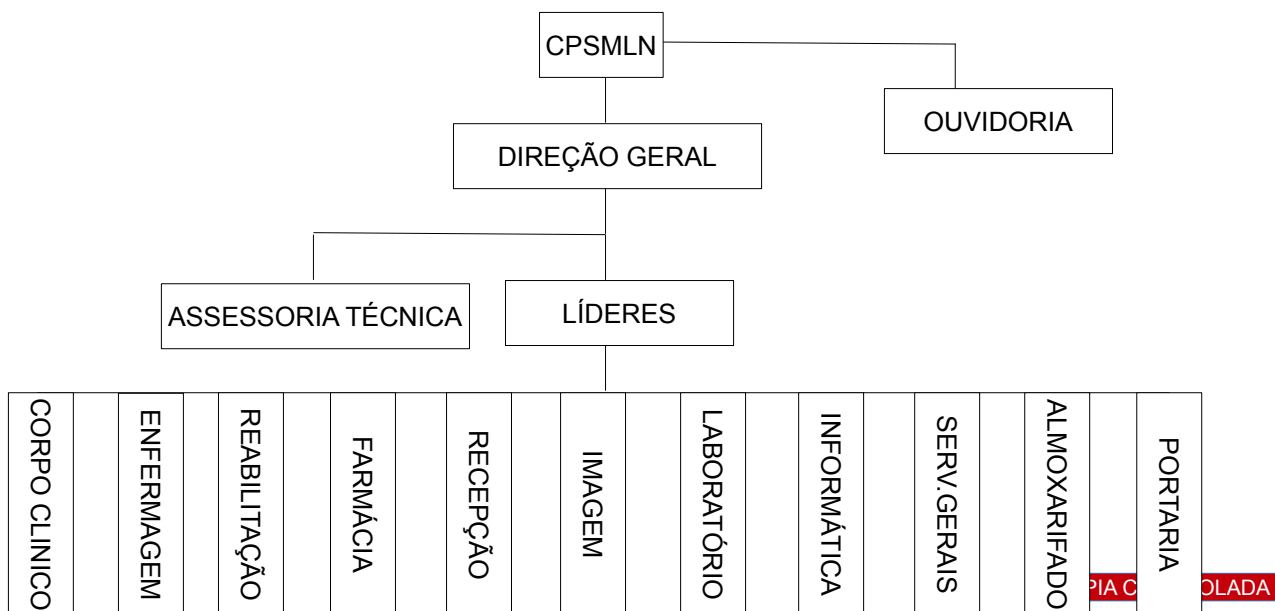 CPSMLN
OUVIDORIA
DIREÇÃO GERAL
ASSESSORIA TÉCNICA
LÍDERES
CORPO CLINICO
ENFERMAGEM
REABILITAÇÃO
FARMÁCIA
RECEPÇÃO
IMAGEM
LABORATÓRIO
INFORMÁTICA
SERV.GERAIS
ALMOXARIFADO
PORTARIA